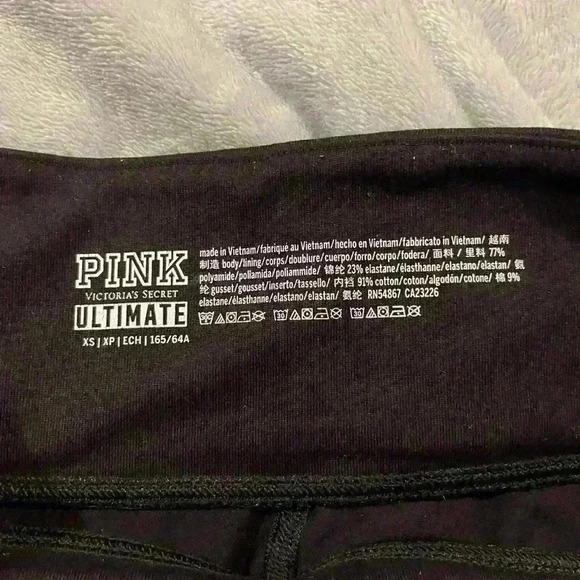 PINK
VICTORIA'S SECRET
ULTIMATE
XS | XP | ECH | 165/64A
made in Vietnam/fabriqué au Vietnam/hecho en Vietnam/fabbricato in Vietnam/ 越南
制造 body/lining/corps/doublure/cuerpo/forro/corpo/fodera/ 面料 / 里料 77%
polyamide/poliamida/poliammide/ 锦纶 23% elastane/élasthanne/elastano/elastan/ 氨
纶 gusset/gousset/inserto/tassello/ 内裆 91% cotton/coton/algodón/cotone/ 棉 9%
elastane/élasthanne/elastano/elastan/ 氨纶 RN54867 CA23226